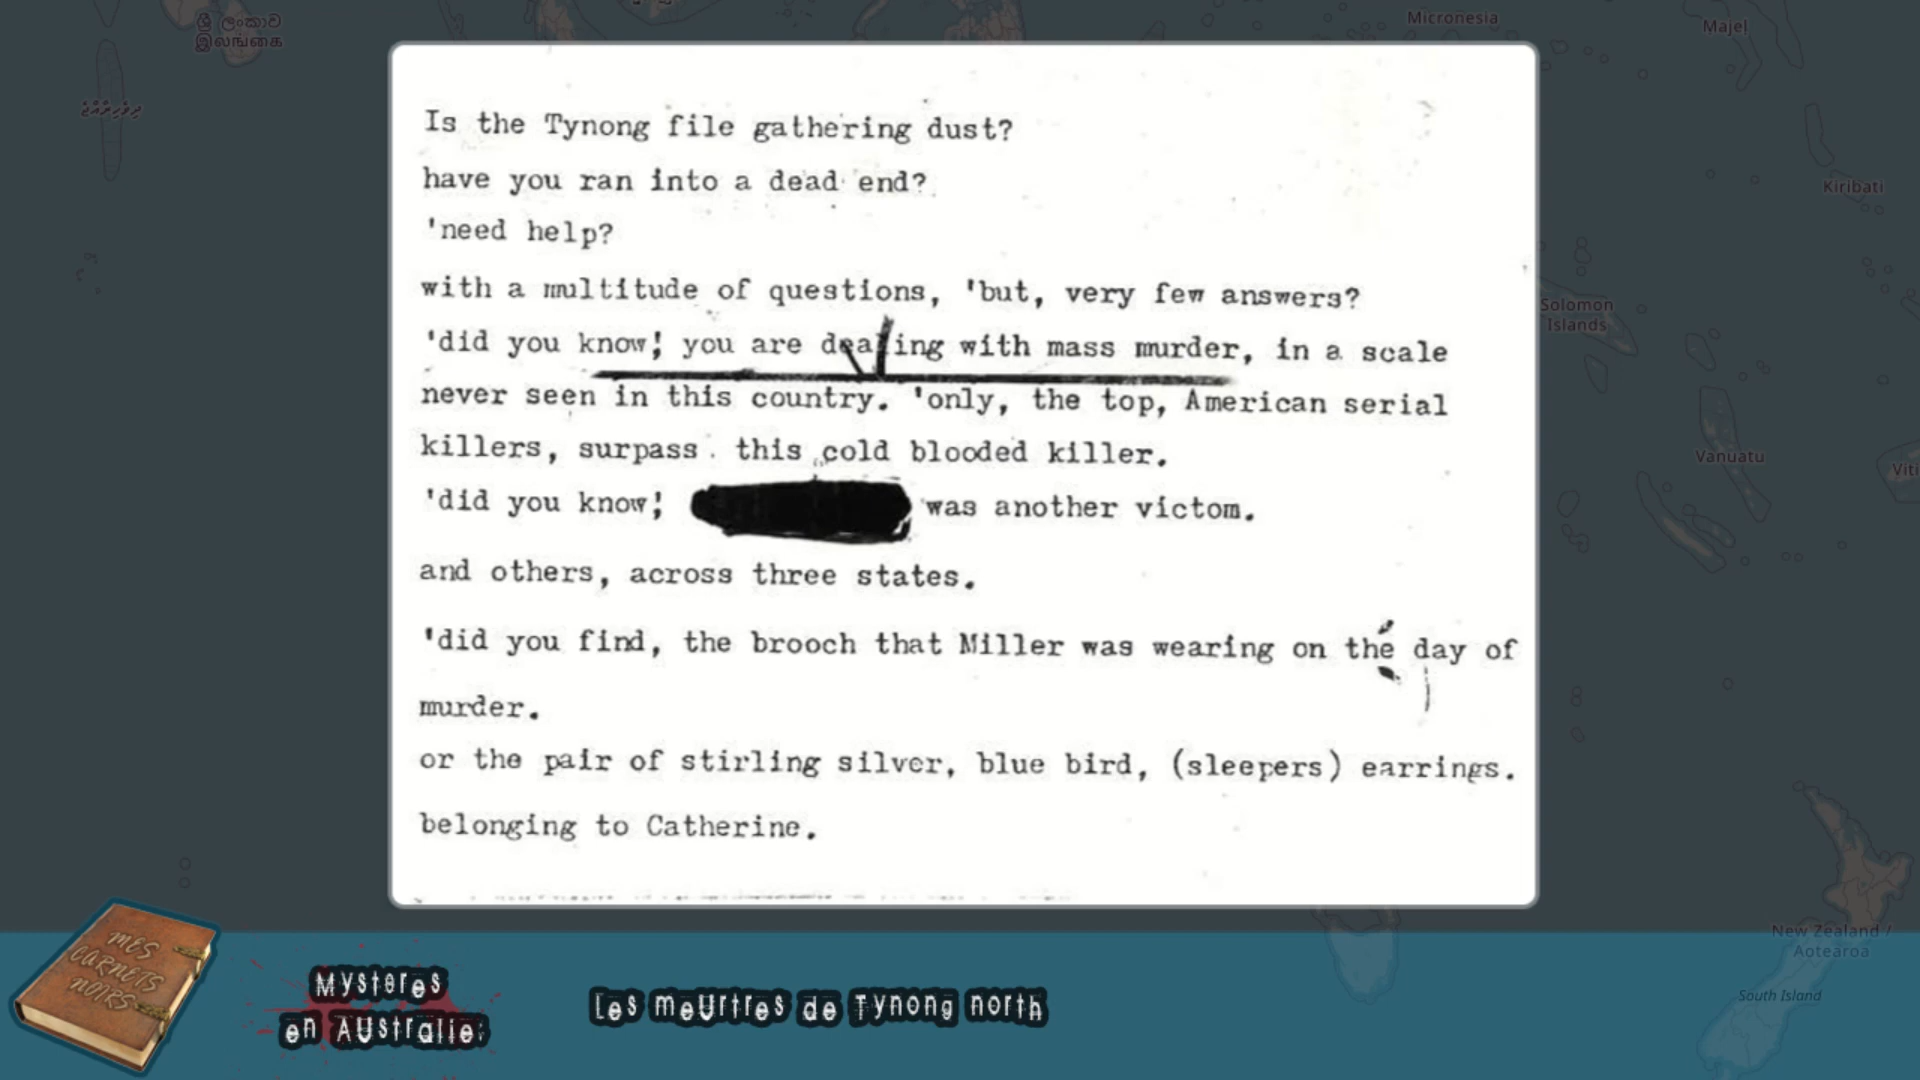 ශ්‍රී ලංකාව
இலங்கை
ދިވެހިރާއްޖެ
Micronesia
Majel
Kiribati
Solomon
Islands
Vanuatu
Viti
Is the Tynong file gathering dust?
have you ran into a dead end?
'need help?
with a multitude of questions, 'but, very few answers?
'did you know; you are dealing with mass murder, in a scale
never seen in this country. 'only, the top, American serial
killers, surpass . this cold blooded killer.
'did you know; was another victom.
and others, across three states.
'did you find, the brooch that Miller was wearing on the day of
murder.
or the pair of stirling silver, blue bird, (sleepers) earrings.
belonging to Catherine.
New Zealand /
Aotearoa
South Island
MES
CARNETS
NOIRS
Mystères
en Australie
Les meurtres de Tynong north